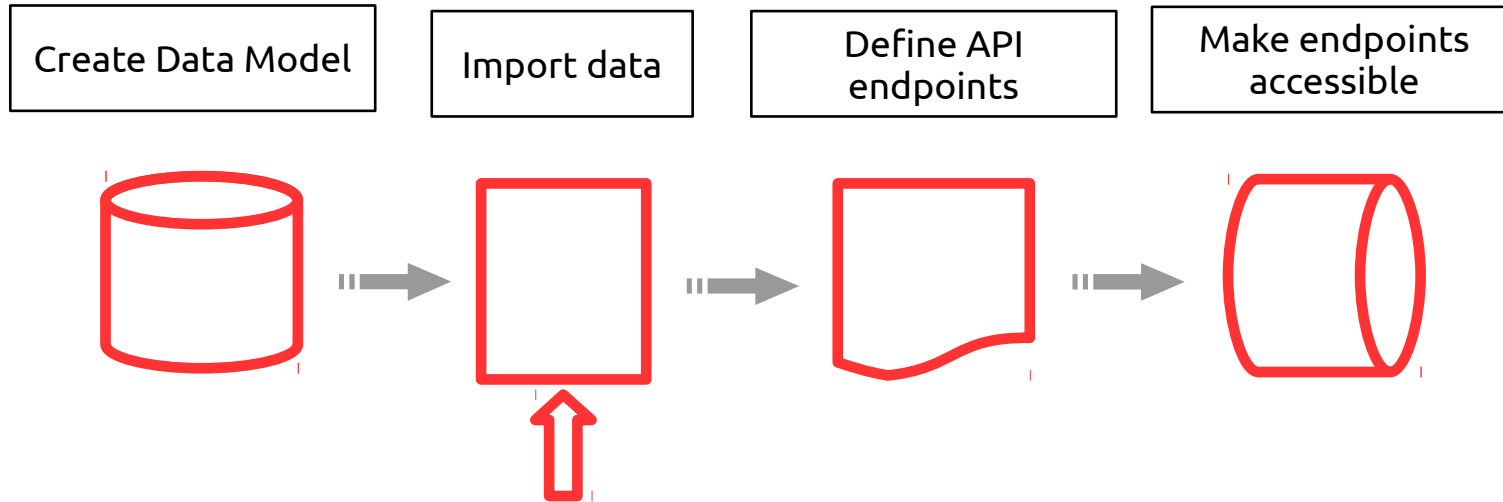 Create Data Model
Import data
Define API
endpoints
Make endpoints
accessible